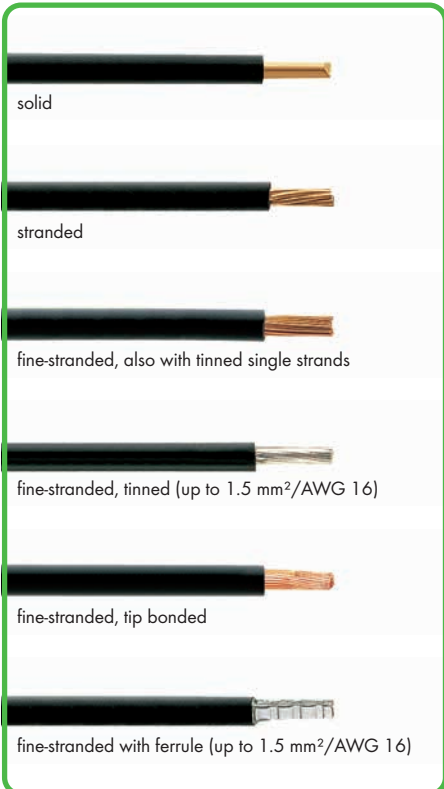 solid
stranded
fine-stranded, also with tinned single strands
fine-stranded, tinned (up to 1.5 mm²/AWG 16)
fine-stranded, tip bonded
fine-stranded with ferrule (up to 1.5 mm²/AWG 16)